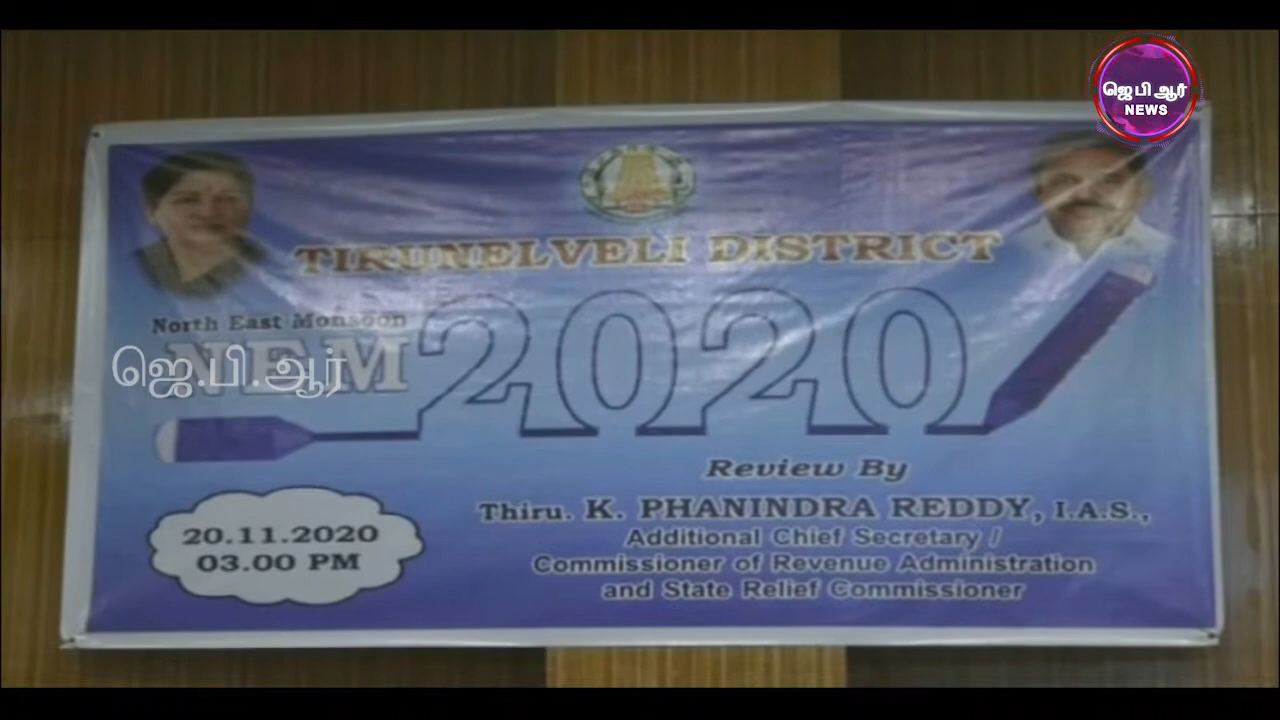 ஜெ பி ஆர்
NEWS
TIRUNELVELI DISTRICT
North East Monsoon
NEM 2020
ஜெ.பி.ஆர்
Review By
Thiru. K. PHANINDRA REDDY, I.A.S.,
Additional Chief Secretary /
Commissioner of Revenue Administration
and State Relief Commissioner
20.11.2020
03.00 PM